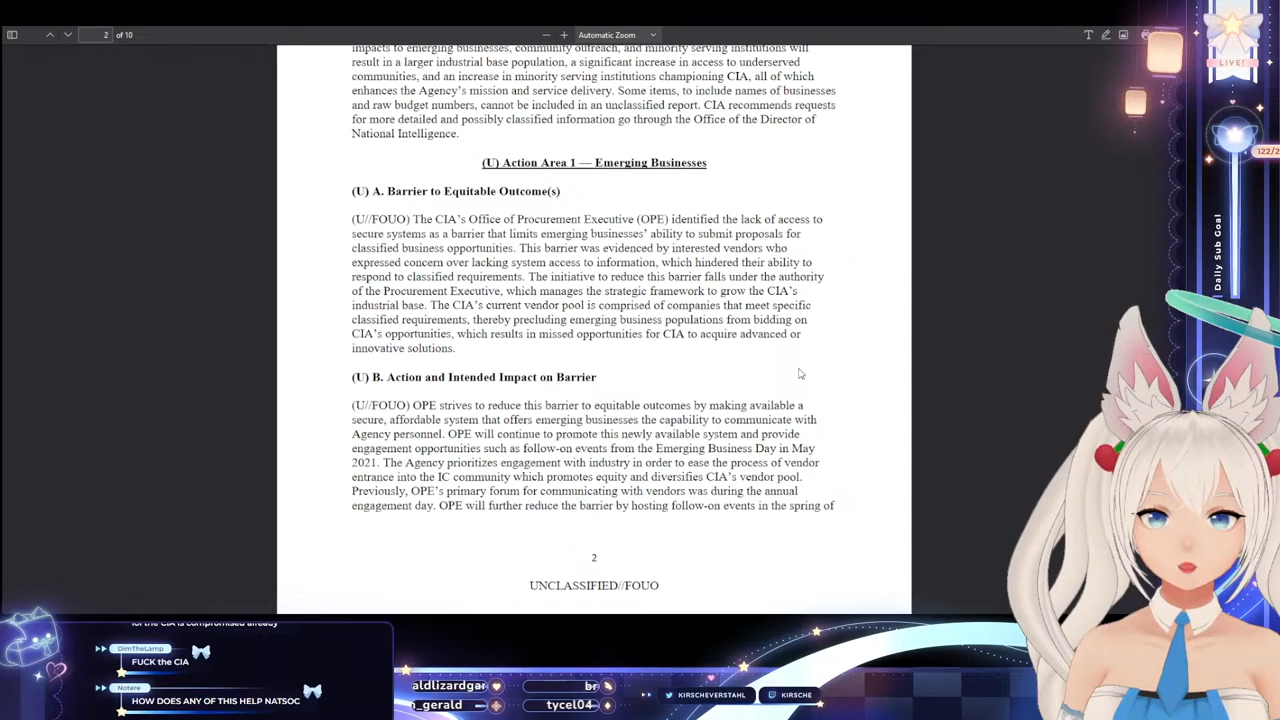 2
of 10
Automatic Zoom
impacts to emerging businesses, community outreach, and minority serving institutions will
result in a larger industrial base population, a significant increase in access to underserved
communities, and an increase in minority serving institutions championing CIA, all of which
enhances the Agency's mission and service delivery. Some items, to include names of businesses
and raw budget numbers, cannot be included in an unclassified report. CIA recommends requests
for more detailed and possibly classified information go through the Office of the Director of
National Intelligence.
(U) Action Area 1 — Emerging Businesses
(U) A. Barrier to Equitable Outcome(s)
(U//FOUO) The CIA's Office of Procurement Executive (OPE) identified the lack of access to
secure systems as a barrier that limits emerging businesses' ability to submit proposals for
classified business opportunities. This barrier was evidenced by interested vendors who
expressed concern over lacking system access to information, which hindered their ability to
respond to classified requirements. The initiative to reduce this barrier falls under the authority
of the Procurement Executive, which manages the strategic framework to grow the CIA's
industrial base. The CIA's current vendor pool is comprised of companies that meet specific
classified requirements, thereby precluding emerging business populations from bidding on
CIA's opportunities, which results in missed opportunities for CIA to acquire advanced or
innovative solutions.
(U) B. Action and Intended Impact on Barrier
(U//FOUO) OPE strives to reduce this barrier to equitable outcomes by making available a
secure, affordable system that offers emerging businesses the capability to communicate with
Agency personnel. OPE will continue to promote this newly available system and provide
engagement opportunities such as follow-on events from the Emerging Business Day in May
2021. The Agency prioritizes engagement with industry in order to ease the process of vendor
entrance into the IC community which promotes equity and diversifies CIA's vendor pool.
Previously, OPE's primary forum for communicating with vendors was during the annual
engagement day. OPE will further reduce the barrier by hosting follow-on events in the spring of
2
UNCLASSIFIED//FOUO
LIVE!
122/2
Daily Sub Goal
for the CIA is compromised already
DimTheLamp
FUCK the CIA
Notare
HOW DOES ANY OF THIS HELP NATSOC
aldlizardgar
br
n_gerald
tycel04
KIRSCHEVERSTAHL
KIRSCHE